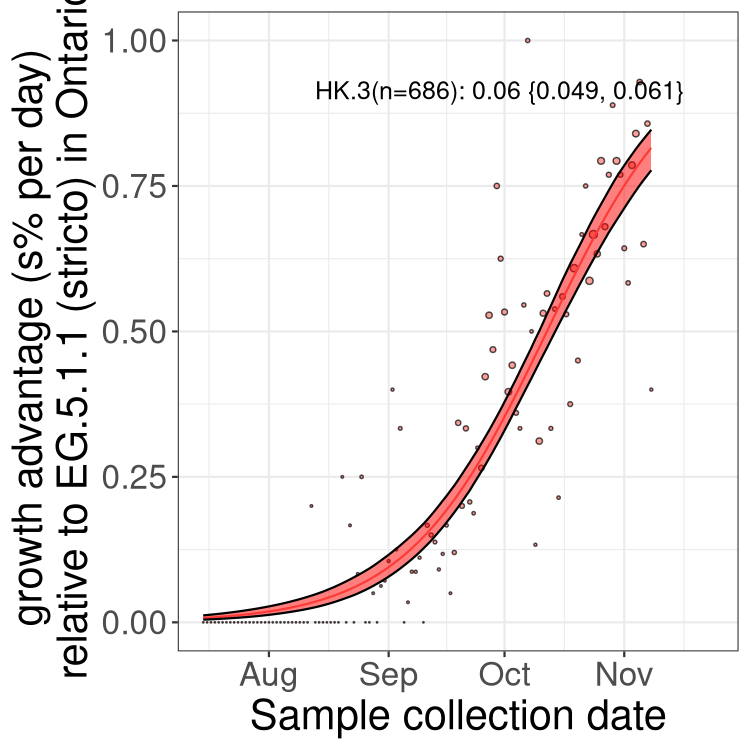 growth advantage (s% per day)
relative to EG.5.1.1 (stricto) in Ontario
1.00
0.75
0.50
0.25
0.00
HK.3(n=686): 0.06 {0.049, 0.061}
Aug Sep Oct Nov
Sample collection date